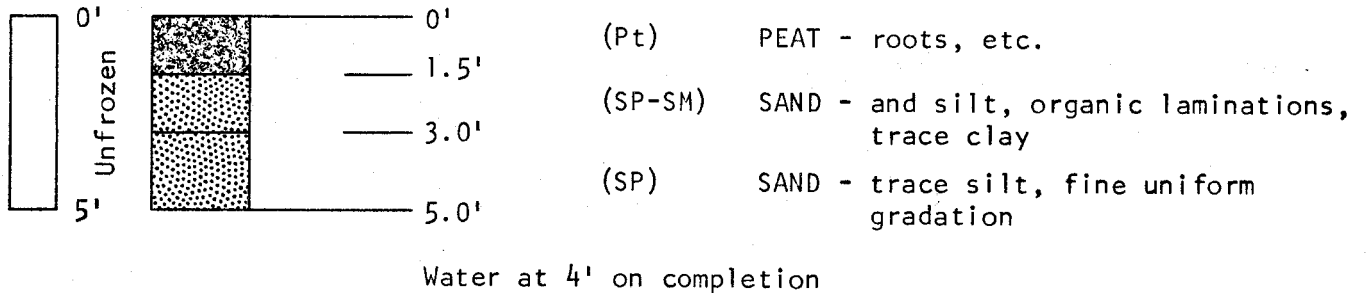 0' 0'
(Pt) PEAT - roots, etc.
1.5'
Unfrozen
(SP-SM) SAND - and silt, organic laminations,
3.0' trace clay
(SP) SAND - trace silt, fine uniform
5' 5.0' gradation
Water at 4' on completion